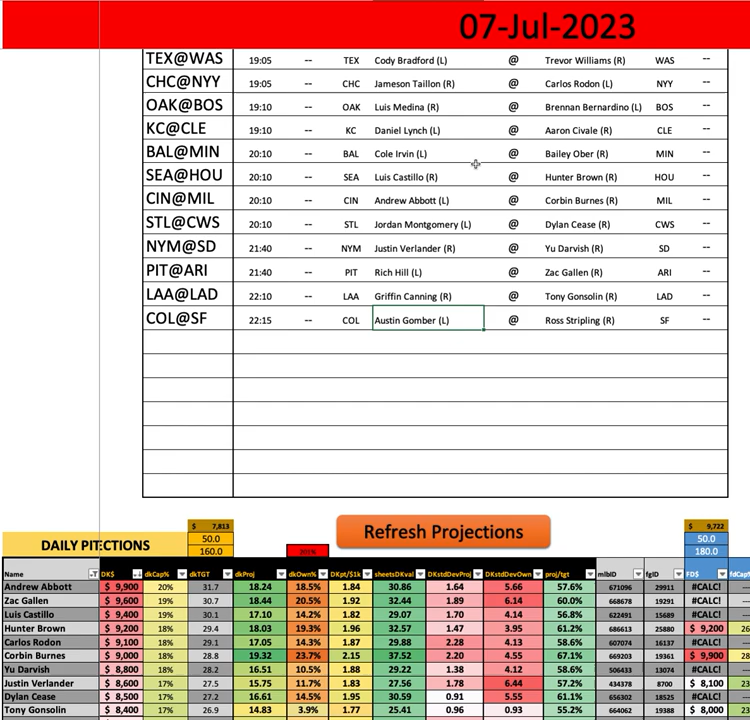 07-Jul-2023
TEX@WAS 19:05 -- TEX Cody Bradford (L) @ Trevor Williams (R) WAS --
CHC@NYY 19:05 -- CHC Jameson Taillon (R) @ Carlos Rodon (L) NYY --
OAK@BOS 19:10 -- OAK Luis Medina (R) @ Brennan Bernardino (L) BOS --
KC@CLE 19:10 -- KC Daniel Lynch (L) @ Aaron Civale (R) CLE --
BAL@MIN 20:10 -- BAL Cole Irvin (L) @ Bailey Ober (R) MIN --
SEA@HOU 20:10 -- SEA Luis Castillo (R) @ Hunter Brown (R) HOU --
CIN@MIL 20:10 -- CIN Andrew Abbott (L) @ Corbin Burnes (R) MIL --
STL@CWS 20:10 -- STL Jordan Montgomery (L) @ Dylan Cease (R) CWS --
NYM@SD 21:40 -- NYM Justin Verlander (R) @ Yu Darvish (R) SD --
PIT@ARI 21:40 -- PIT Rich Hill (L) @ Zac Gallen (R) ARI --
LAA@LAD 22:10 -- LAA Griffin Canning (R) @ Tony Gonsolin (R) LAD --
COL@SF 22:15 -- COL Austin Gomber (L) @ Ross Stripling (R) SF --
$ 7,813 $ 9,722
Refresh Projections
50.0 50.0
DAILY PITCTIONS
160.0 201% 180.0
Name DK$ dkCap% dkTGT dkProj dkOwn% DKpt/$1k sheetsDKval DKstdDevProj DKstdDevOwn proj/tgt mlbID fgID FD$ fdCap%
Andrew Abbott $ 9,900 20% 31.7 18.24 18.5% 1.84 30.86 1.64 5.66 57.6% 671096 29911 #CALC!
Zac Gallen $ 9,600 19% 30.7 18.44 20.5% 1.92 32.44 1.89 6.14 60.0% 668678 19291 #CALC!
Luis Castillo $ 9,400 19% 30.1 17.10 14.2% 1.82 29.07 1.70 4.14 56.8% 622491 15689 #CALC!
Hunter Brown $ 9,200 18% 29.4 18.03 19.3% 1.96 32.57 1.47 3.95 61.2% 686613 25880 $ 9,200 26
Carlos Rodon $ 9,100 18% 29.1 17.05 14.3% 1.87 29.88 2.28 4.13 58.6% 607074 16137 #CALC!
Corbin Burnes $ 9,000 18% 28.8 19.32 23.7% 2.15 37.52 2.20 4.55 67.1% 669203 19361 $ 9,900 28
Yu Darvish $ 8,800 18% 28.2 16.51 10.5% 1.88 29.22 1.38 4.12 58.6% 506433 13074 #CALC!
Justin Verlander $ 8,600 17% 27.5 15.75 11.7% 1.83 27.56 1.78 6.44 57.2% 434378 8700 $ 8,100 23
Dylan Cease $ 8,500 17% 27.2 16.61 14.5% 1.95 30.59 0.91 5.55 61.1% 656302 18525 #CALC!
Tony Gonsolin $ 8,400 17% 26.9 14.83 3.9% 1.77 25.41 0.96 0.93 55.2% 664062 19388 $ 8,000 23